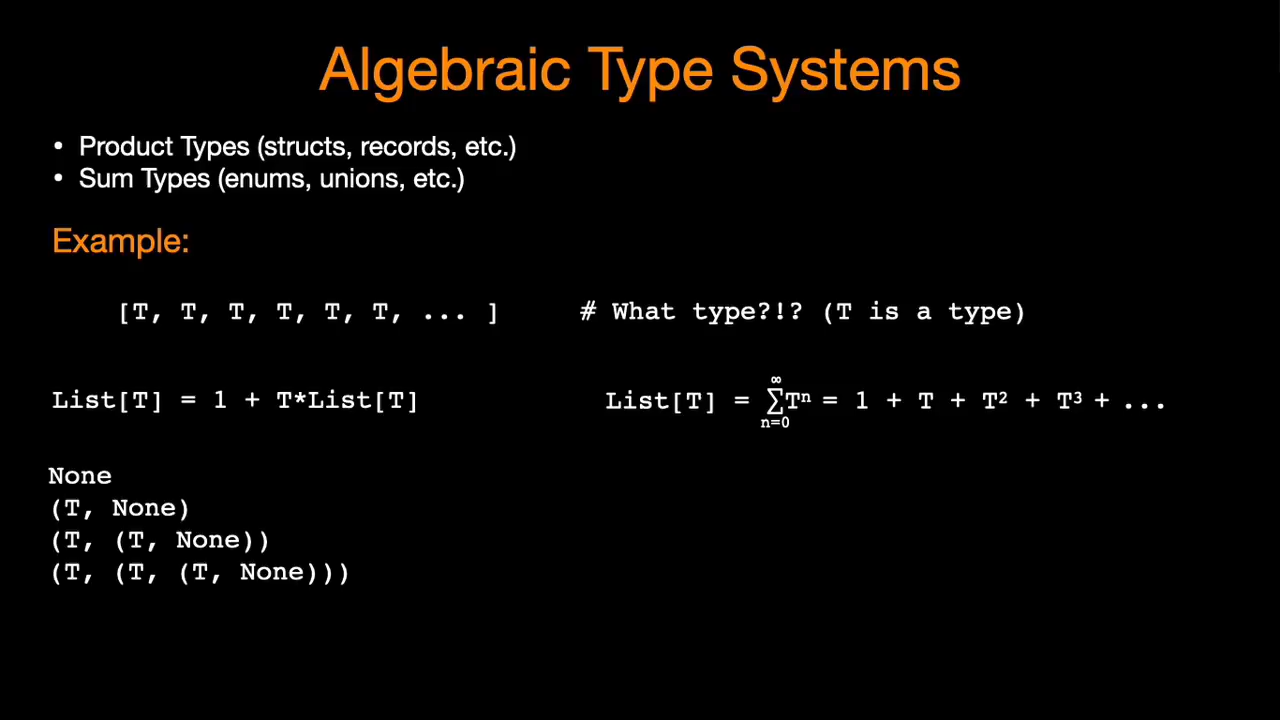 Algebraic Type Systems
• Product Types (structs, records, etc.)
• Sum Types (enums, unions, etc.)
Example:
[T, T, T, T, T, T, ... ] # What type?!? (T is a type)
List[T] = 1 + T*List[T]
List[T] = ∞∑n=0 Tⁿ = 1 + T + T² + T³ + ...
None
(T, None)
(T, (T, None))
(T, (T, (T, None)))